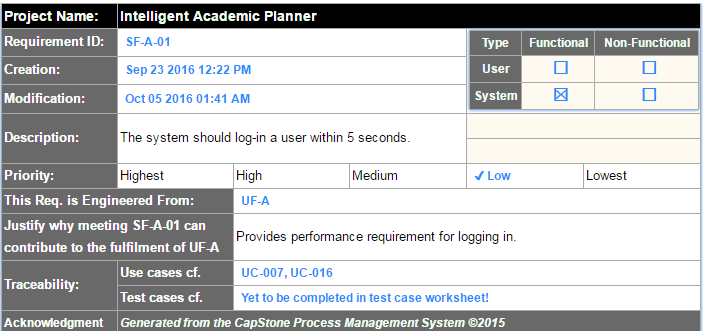 Project Name: Intelligent Academic Planner
Requirement ID: SF-A-01
Type Functional Non-Functional
Creation: Sep 23 2016 12:22 PM
User
Modification: Oct 05 2016 01:41 AM
System
Description: The system should log-in a user within 5 seconds.
Priority: Highest High Medium ✓ Low Lowest
This Req. is Engineered From: UF-A
Justify why meeting SF-A-01 can
contribute to the fulfilment of UF-A
Provides performance requirement for logging in.
Traceability:
Use cases cf. UC-007, UC-016
Test cases cf. Yet to be completed in test case worksheet!
Acknowledgment Generated from the CapStone Process Management System ©2015